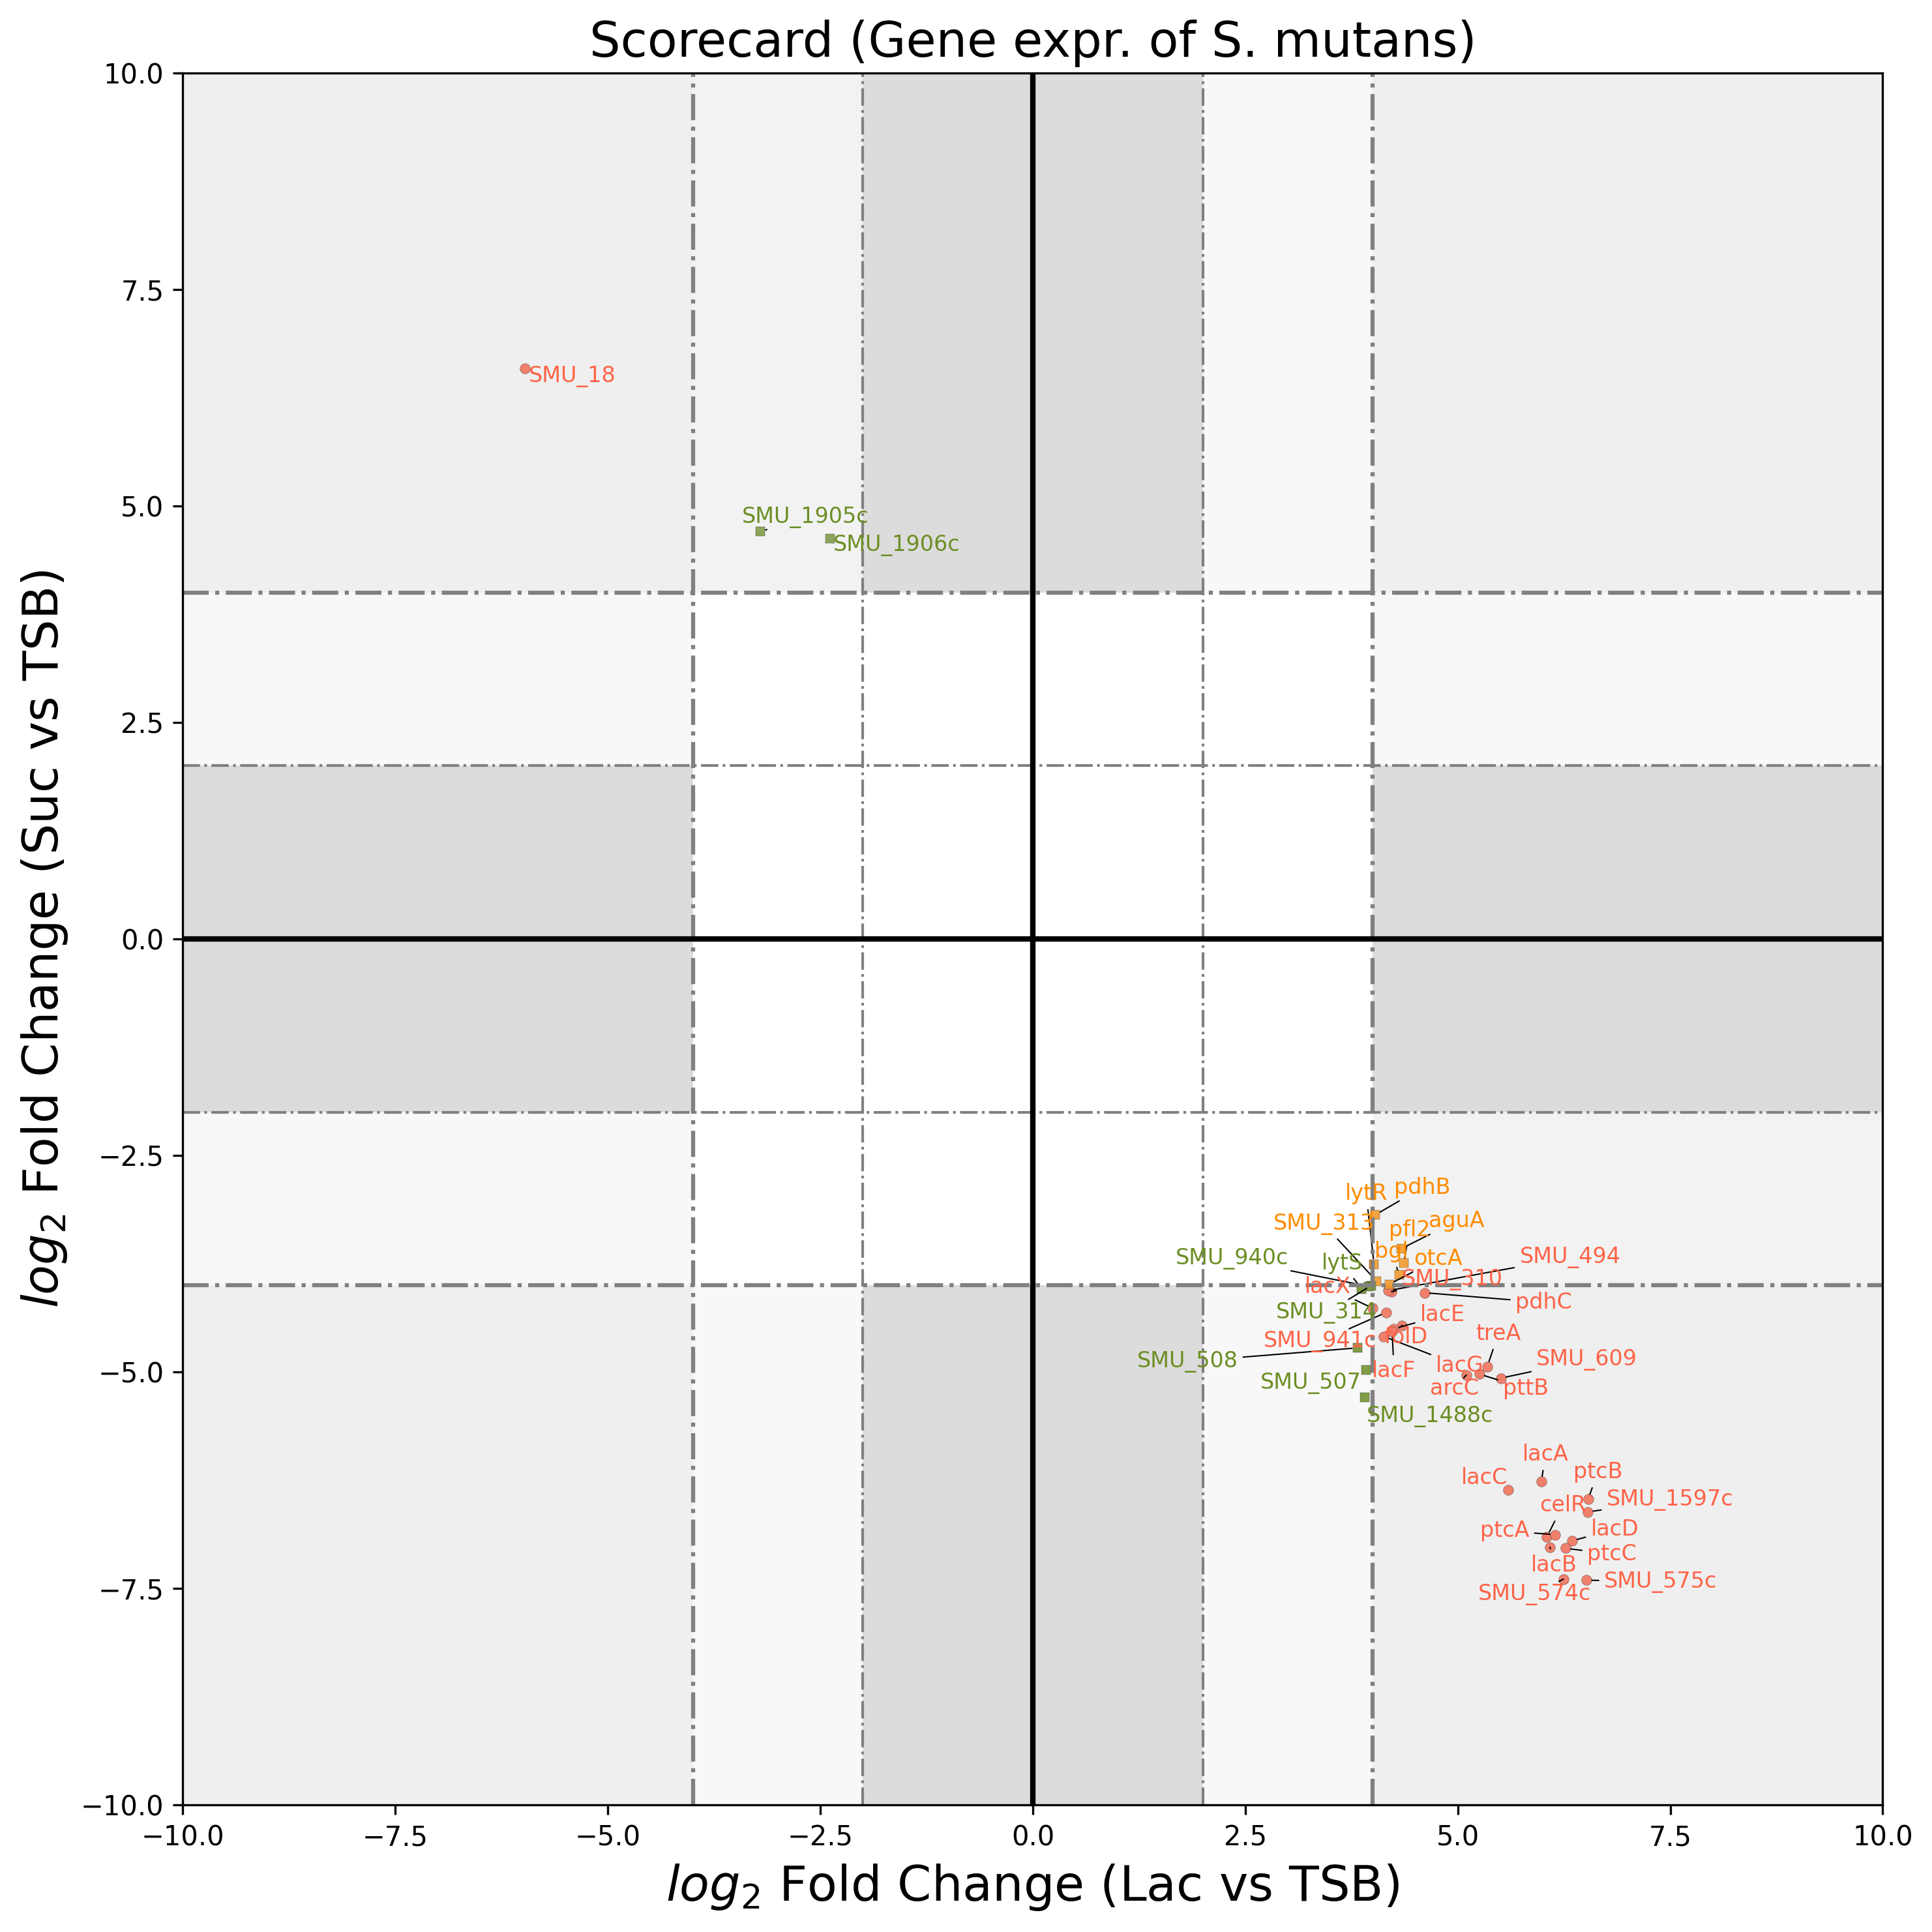 Scorecard (Gene expr. of S. mutans)
log2 Fold Change (Suc vs TSB)
10.0
7.5
5.0
2.5
0.0
−2.5
−5.0
−7.5
−10.0
SMU_18
SMU_1905c
SMU_1906c
lytR
pdhB
SMU_313
pfl2
aguA
SMU_940c
lytS
bgl
otcA
SMU_494
lacX
SMU_310
SMU_314
pdhC
lacE
SMU_941c
treA
SMU_508
lacF
lacG
SMU_609
SMU_507
arcC
pttB
SMU_1488c
lacA
lacC
ptcB
celR
SMU_1597c
ptcA
lacD
lacB
ptcC
SMU_574c
SMU_575c
−10.0
−7.5
−5.0
−2.5
0.0
2.5
5.0
7.5
10.0
log2 Fold Change (Lac vs TSB)